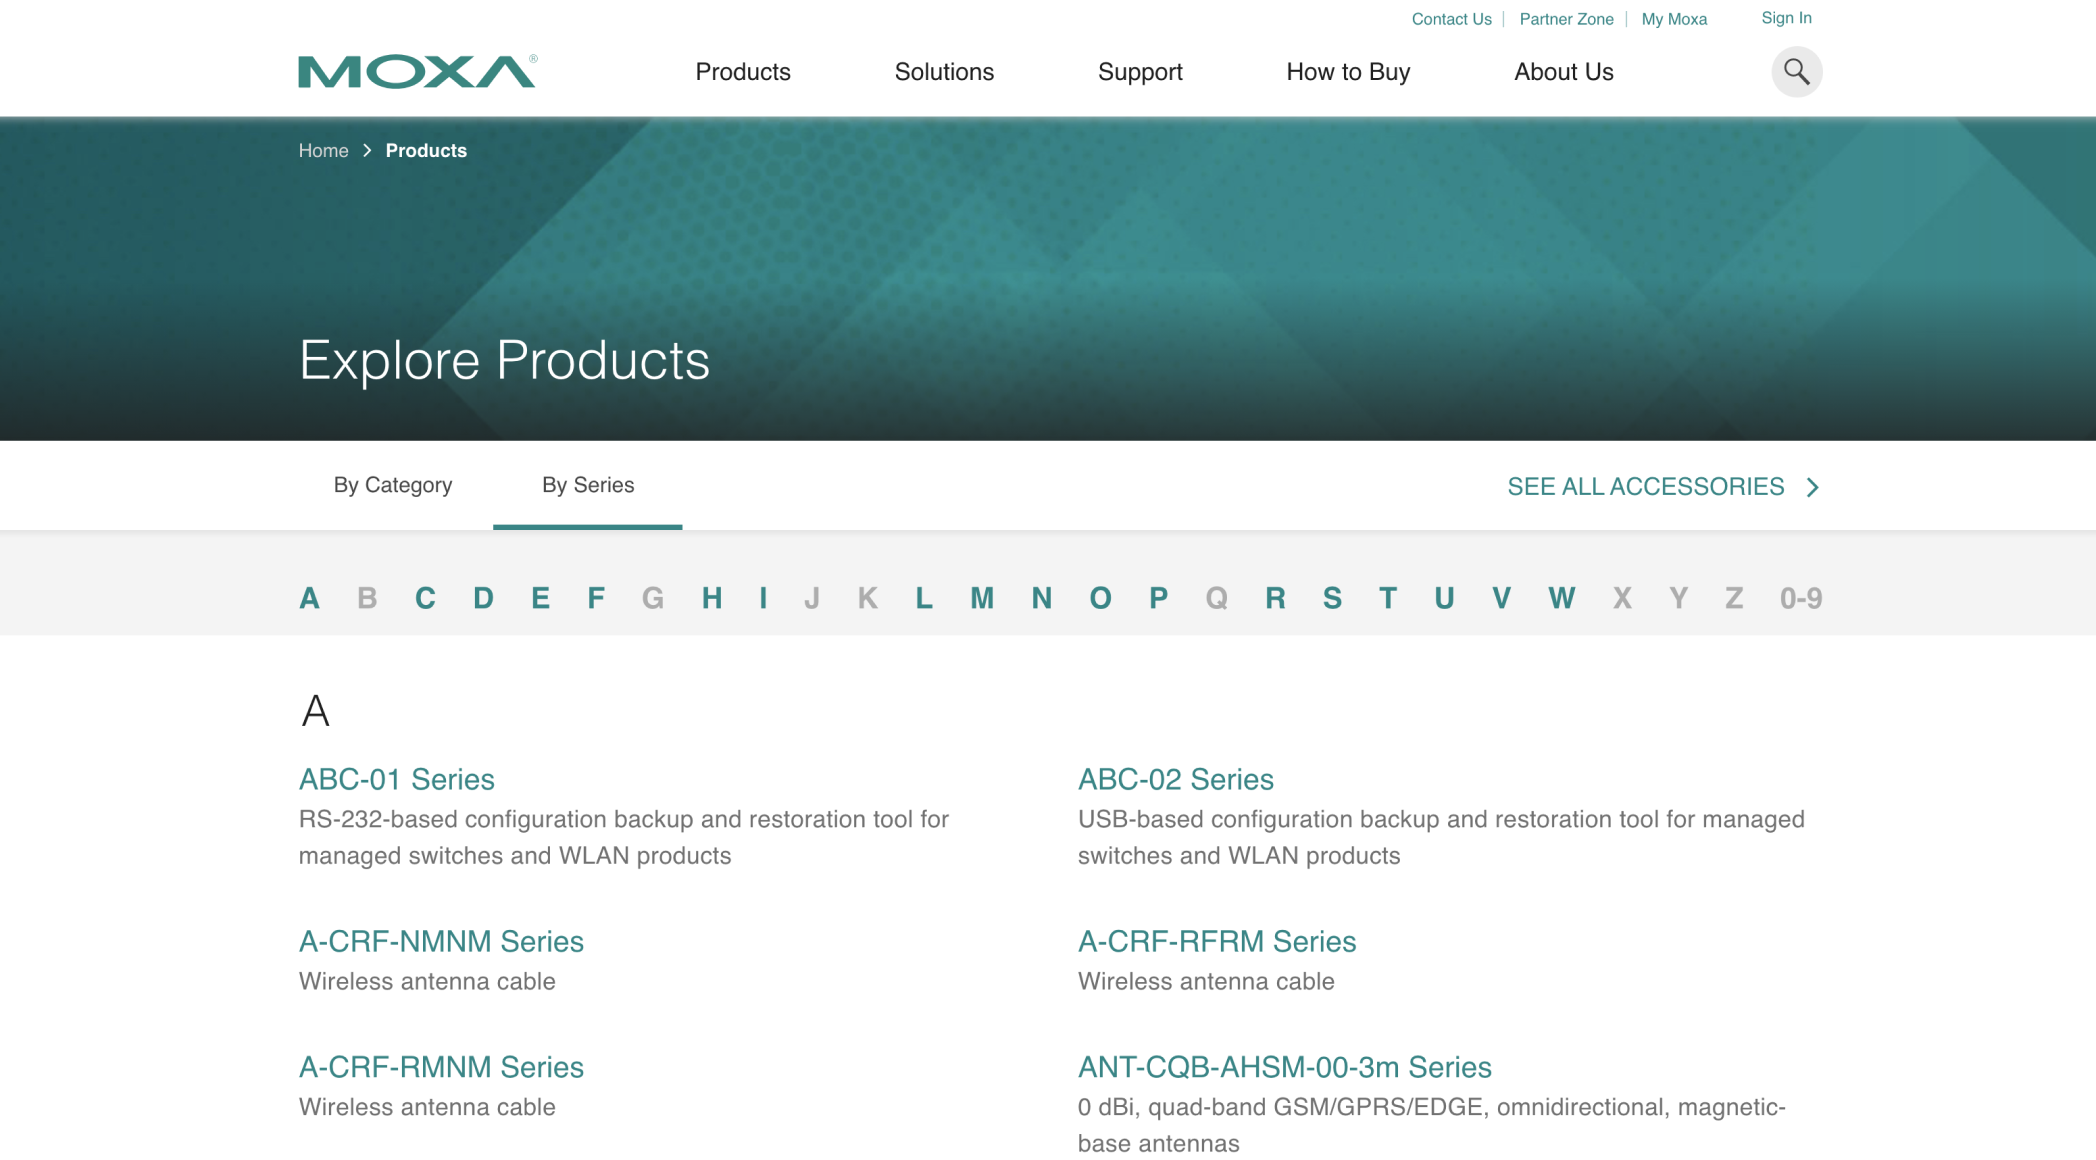 Contact Us | Partner Zone | My Moxa Sign In
MOXA® Products Solutions Support How to Buy About Us
Home > Products
Explore Products
By Category By Series SEE ALL ACCESSORIES >
A B C D E F G H I J K L M N O P Q R S T U V W X Y Z 0-9
A
ABC-01 Series
RS-232-based configuration backup and restoration tool for
managed switches and WLAN products
ABC-02 Series
USB-based configuration backup and restoration tool for managed
switches and WLAN products
A-CRF-NMNM Series
Wireless antenna cable
A-CRF-RFRM Series
Wireless antenna cable
A-CRF-RMNM Series
Wireless antenna cable
ANT-CQB-AHSM-00-3m Series
0 dBi, quad-band GSM/GPRS/EDGE, omnidirectional, magnetic-
base antennas